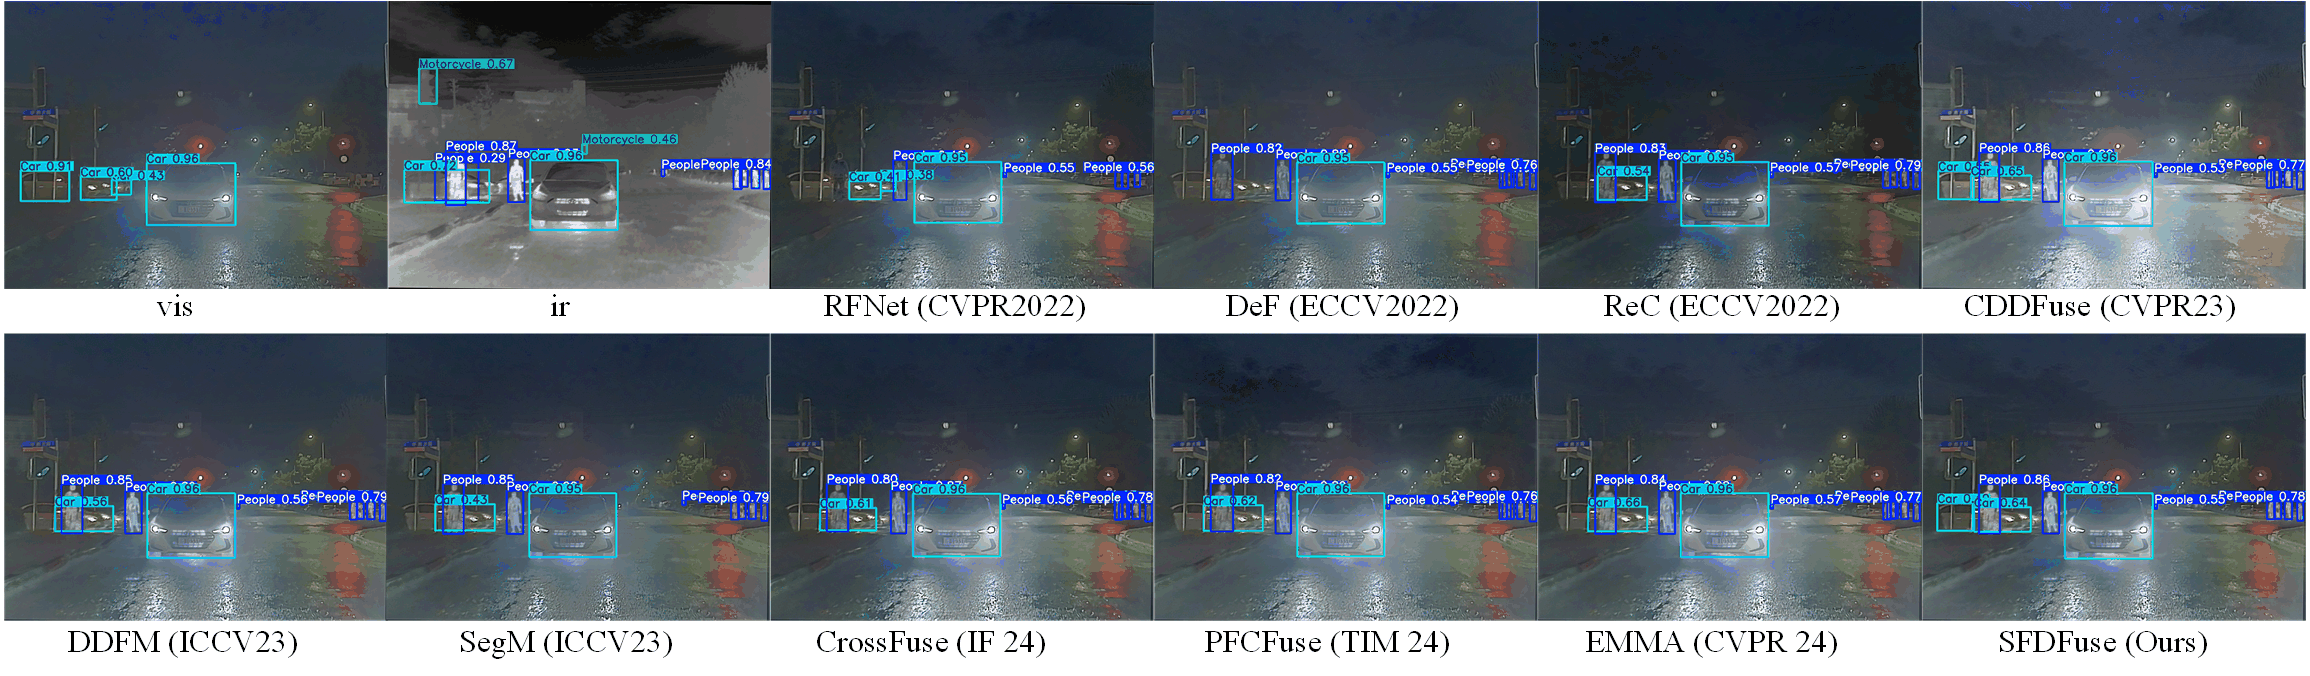 Car 0.91
Car 0.60
0.43
Car 0.96
vis
Motorcycle 0.67
Motorcycle 0.46
People 0.87
People 0.29
Car 0.96
People
People 0.84
ir
Car 0.95
People 0.55
People 0.56
RFNet (CVPR2022)
People 0.82
Car 0.95
People 0.55
People 0.76
DeF (ECCV2022)
People 0.83
Car 0.95
Car 0.54
People 0.57
People 0.79
ReC (ECCV2022)
People 0.86
Car 0.96
Car
0.65
People 0.53
People 0.77
CDDFuse (CVPR23)
People 0.85
Car 0.96
Car 0.56
People 0.56
People 0.79
DDFM (ICCV23)
People 0.85
Car 0.95
Car 0.43
People 0.79
SegM (ICCV23)
People 0.80
Car 0.96
Car 0.61
People 0.56
People 0.78
CrossFuse (IF 24)
People 0.82
Car 0.96
Car 0.62
People 0.54
People 0.76
PFCFuse (TIM 24)
People 0.84
Car 0.96
Car 0.66
People 0.57
People 0.77
EMMA (CVPR 24)
People 0.86
Car 0.96
Car
0.64
People 0.55
People 0.78
SFDFuse (Ours)